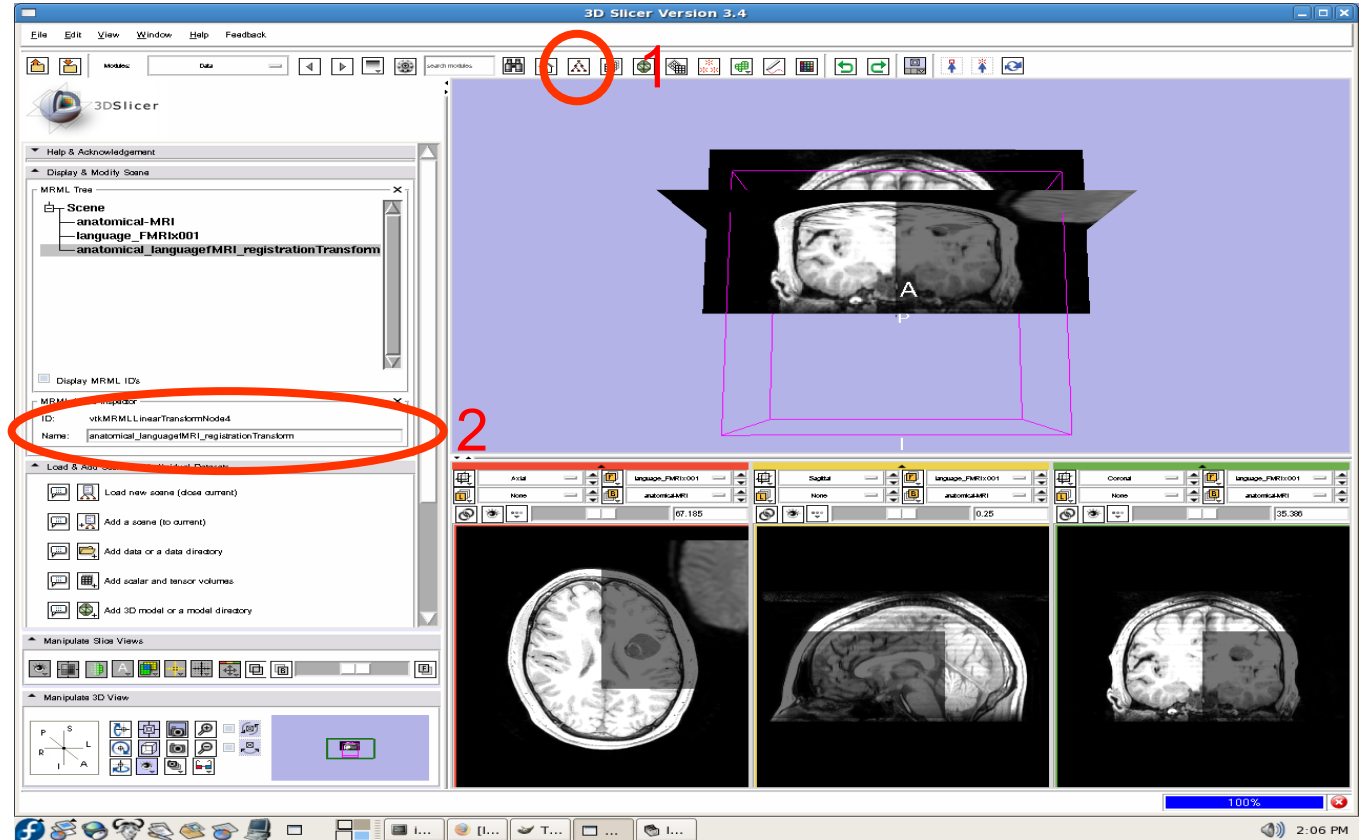 3D Slicer Version 3.4
File Edit View Window Help Feedback
Modules: Data search modules
1
3DSlicer
Help & Acknowledgement
Display & Modify Scene
MRML Tree
Scene
anatomical-MRI
language_FMRIx001
anatomical_languagefMRI_registrationTransform
Display MRML ID's
ID: vtkMRMLLinearTransformNode4
Name: anatomical_languagefMRI_registrationTransform
2
Load & Add
Load new scene (close current)
Add a scene (to current)
Add data or a data directory
Add scalar and tensor volumes
Add 3D model or a model directory
Manipulate Slice Views
Manipulate 3D View
P S L R I A
A
P
I
Axial language_FMRIx001
None anatomical-MRI
67.185
Sagittal language_FMRIx001
None anatomical-MRI
0.25
Coronal language_FMRIx001
None anatomical-MRI
35.386
100%
i... [I... T... ... I...
2:06 PM